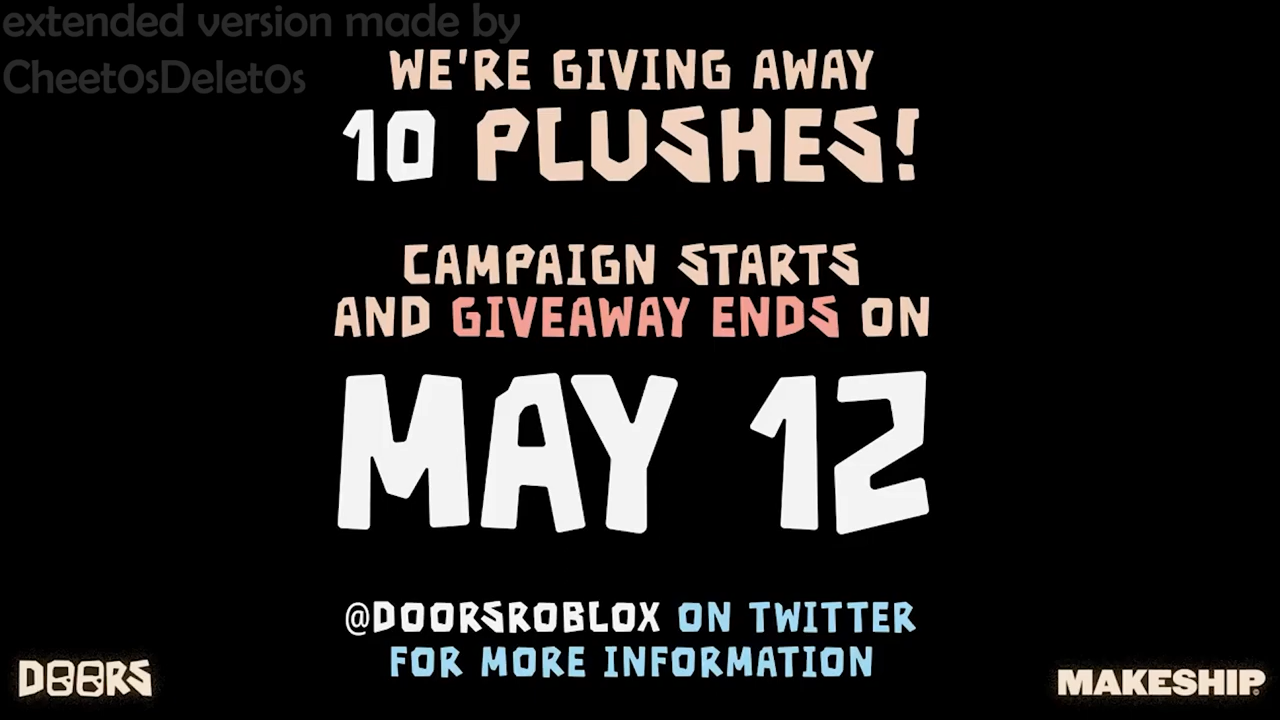 extended version made by
CheetOsDeletOs
WE'RE GIVING AWAY
10 PLUSHES!
CAMPAIGN STARTS
AND GIVEAWAY ENDS ON
MAY 12
@DOORSROBLOX ON TWITTER
FOR MORE INFORMATION
DOORS
MAKESHIP